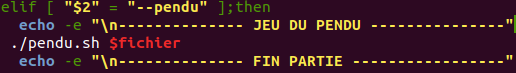 elif [ "$2" = "--pendu" ];then
echo -e "\n-------------- JEU DU PENDU ----------------"
./pendu.sh $fichier
echo -e "\n-------------- FIN PARTIE -----------------"